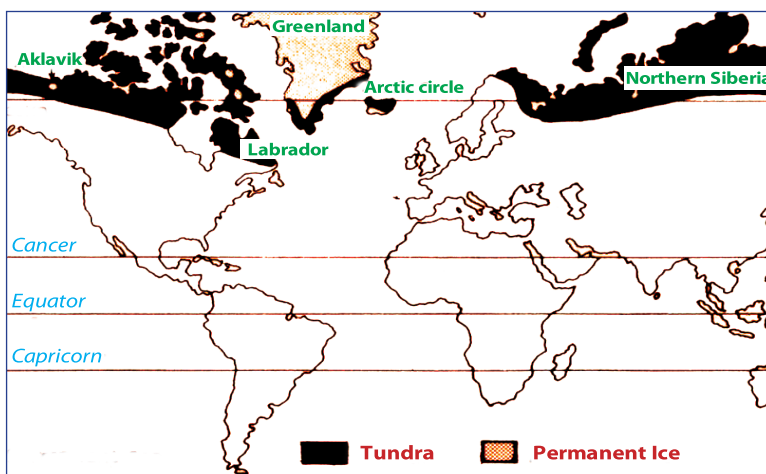 Greenland
Aklavik
Northern Siberia
Arctic circle
Labrador
Cancer
Equator
Capricorn
Tundra
Permanent Ice